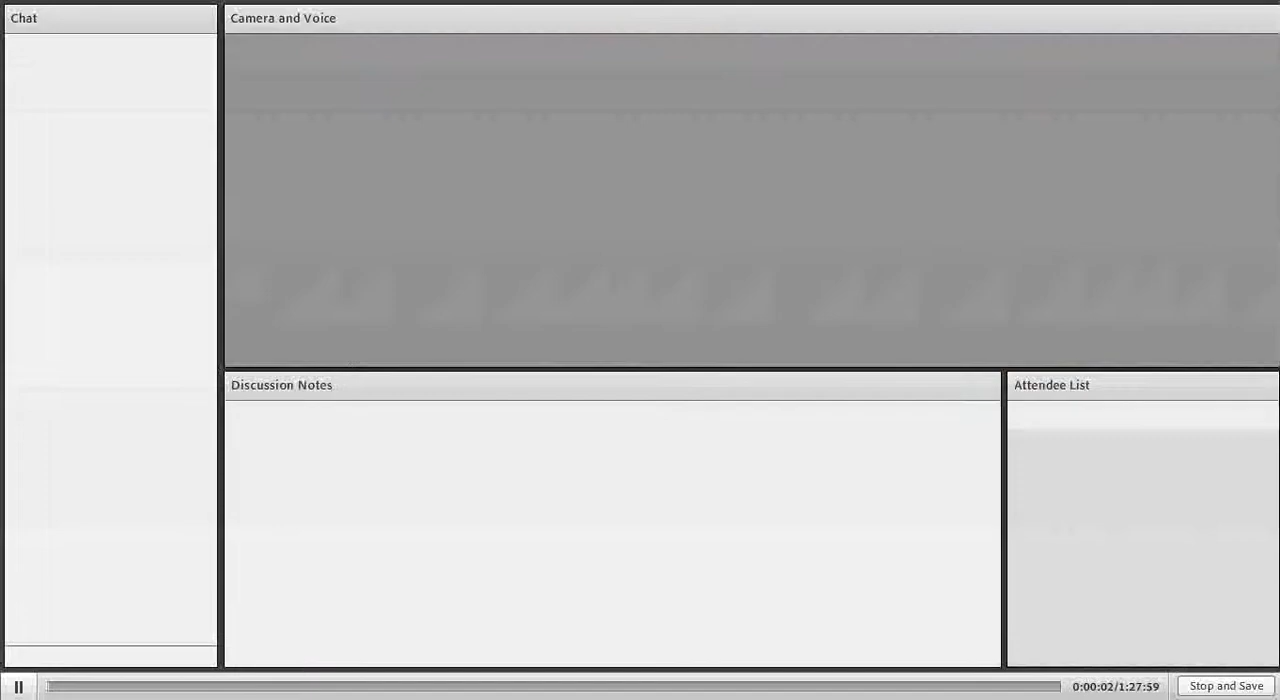 Chat
Camera and Voice
Discussion Notes
Attendee List
0:00:02/1:27:59
Stop and Save